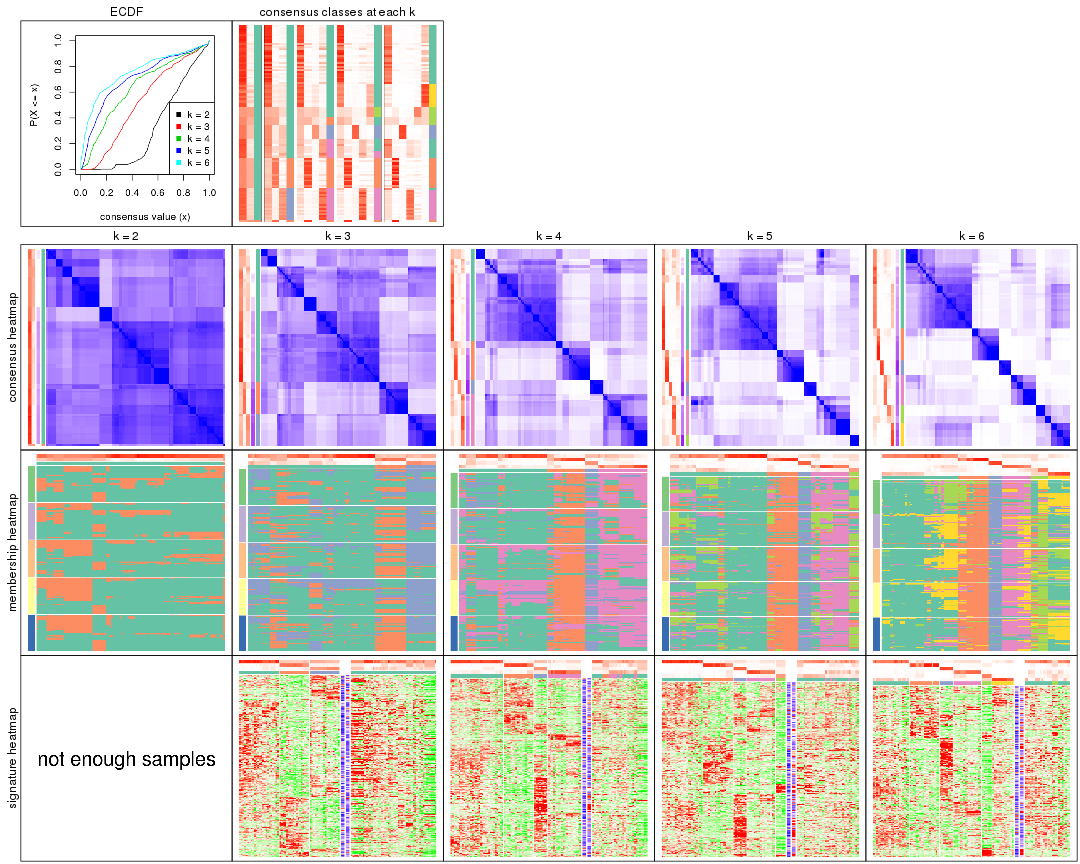 ECDF
consensus classes at each k
P(X <= x)
1.0
0.8
0.6
0.4
0.2
0.0
k = 2
k = 3
k = 4
k = 5
k = 6
0.0 0.2 0.4 0.6 0.8 1.0
consensus value (x)
k = 2 k = 3 k = 4 k = 5 k = 6
consensus heatmap
membership heatmap
signature heatmap
not enough samples